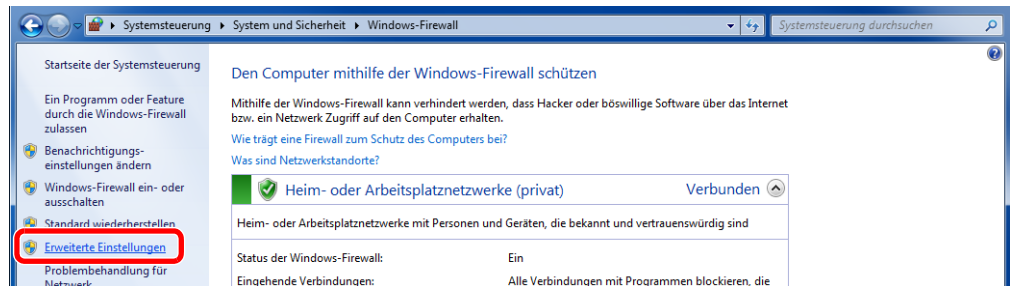 Systemsteuerung ▸ System und Sicherheit ▸ Windows-Firewall
Systemsteuerung durchsuchen
Startseite der Systemsteuerung
Ein Programm oder Feature
durch die Windows-Firewall
zulassen
Benachrichtigungs-
einstellungen ändern
Windows-Firewall ein- oder
ausschalten
Standard wiederherstellen
Erweiterte Einstellungen
Problembehandlung für
Netzwerk
Den Computer mithilfe der Windows-Firewall schützen
Mithilfe der Windows-Firewall kann verhindert werden, dass Hacker oder böswillige Software über das Internet
bzw. ein Netzwerk Zugriff auf den Computer erhalten.
Wie trägt eine Firewall zum Schutz des Computers bei?
Was sind Netzwerkstandorte?
Heim- oder Arbeitsplatznetzwerke (privat) Verbunden
Heim- oder Arbeitsplatznetzwerke mit Personen und Geräten, die bekannt und vertrauenswürdig sind
Status der Windows-Firewall: Ein
Eingehende Verbindungen: Alle Verbindungen mit Programmen blockieren, die